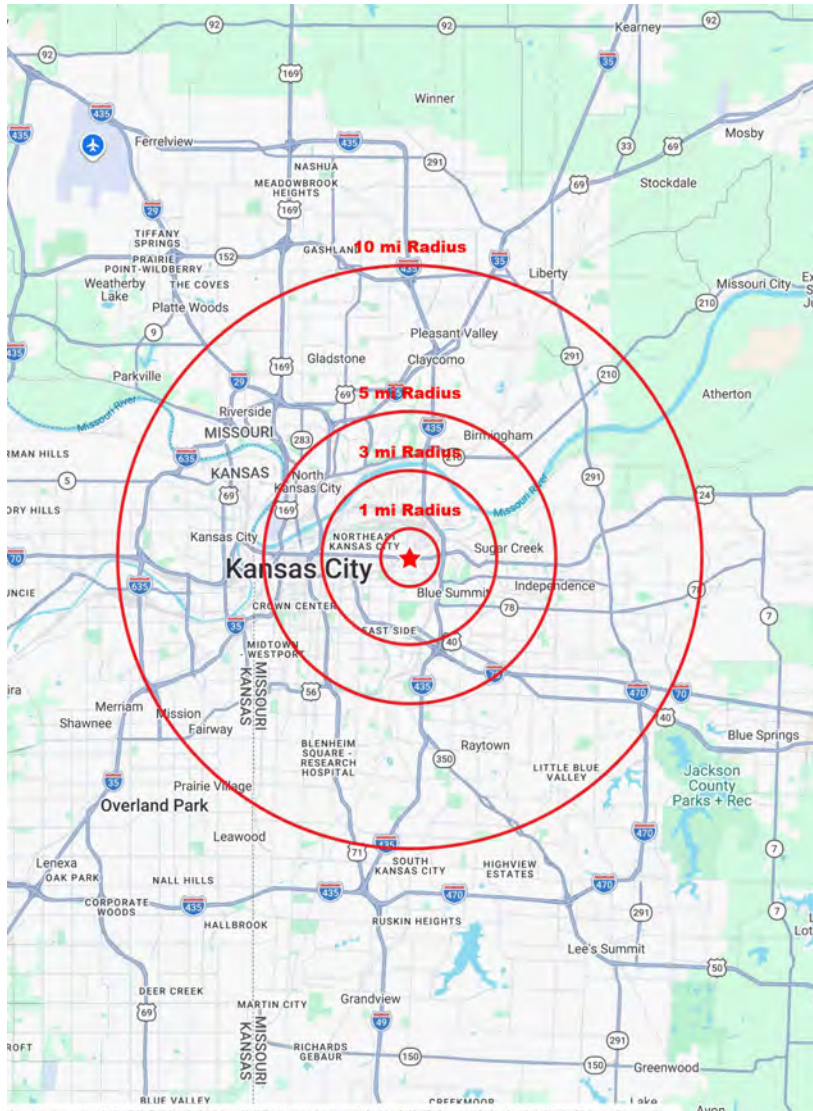 92
92
169
35
Kearney
92
Winner
435
435
Ferrelview
291
33
69
Mosby
NASHUA
MEADOWBROOK
HEIGHTS
69
Stockdale
29
169
TIFFANY
SPRINGS
PRAIRIE
POINT-WILDBERRY
152
GASHLAND
10 mi Radius
435
35
Liberty
Missouri City
210
Weatherby
Lake
THE COVES
Platte Woods
9
Pleasant Valley
291
435
169
Gladstone
Claycomo
210
Parkville
29
69
5 mi Radius
Atherton
Missouri River
Riverside
MISSOURI
435
283
Birmingham
635
3 mi Radius
KANSAS
North
Kansas City
5
69
291
24
169
Missouri River
1 mi Radius
Kansas City
NORTHEAST
KANSAS CITY
Sugar Creek
70
Kansas City
635
Blue Summit
Independence
78
78
7
CROWN CENTER
35
EAST SIDE
40
MIDTOWN
- WESTPORT
MISSOURI
KANSAS
56
435
470
70
40
Merriam
Mission
Shawnee
Fairway
Blue Springs
BLENHEIM
SQUARE -
RESEARCH
HOSPITAL
350
Raytown
LITTLE BLUE
VALLEY
Jackson
County
Parks + Rec
35
Prairie Village
Overland Park
Leawood
435
470
71
7
Lenexa
OAK PARK
NALL HILLS
SOUTH
KANSAS CITY
HIGHVIEW
ESTATES
435
435
470
470
CORPORATE
WOODS
HALLBROOK
RUSKIN HEIGHTS
291
7
Lee's Summit
50
DEER CREEK
69
MARTIN CITY
Grandview
49
MISSOURI
KANSAS
RICHARDS
GEBAUR
150
150
291
Greenwood
BLUE VALLEY
CREEKMOOR
Lake